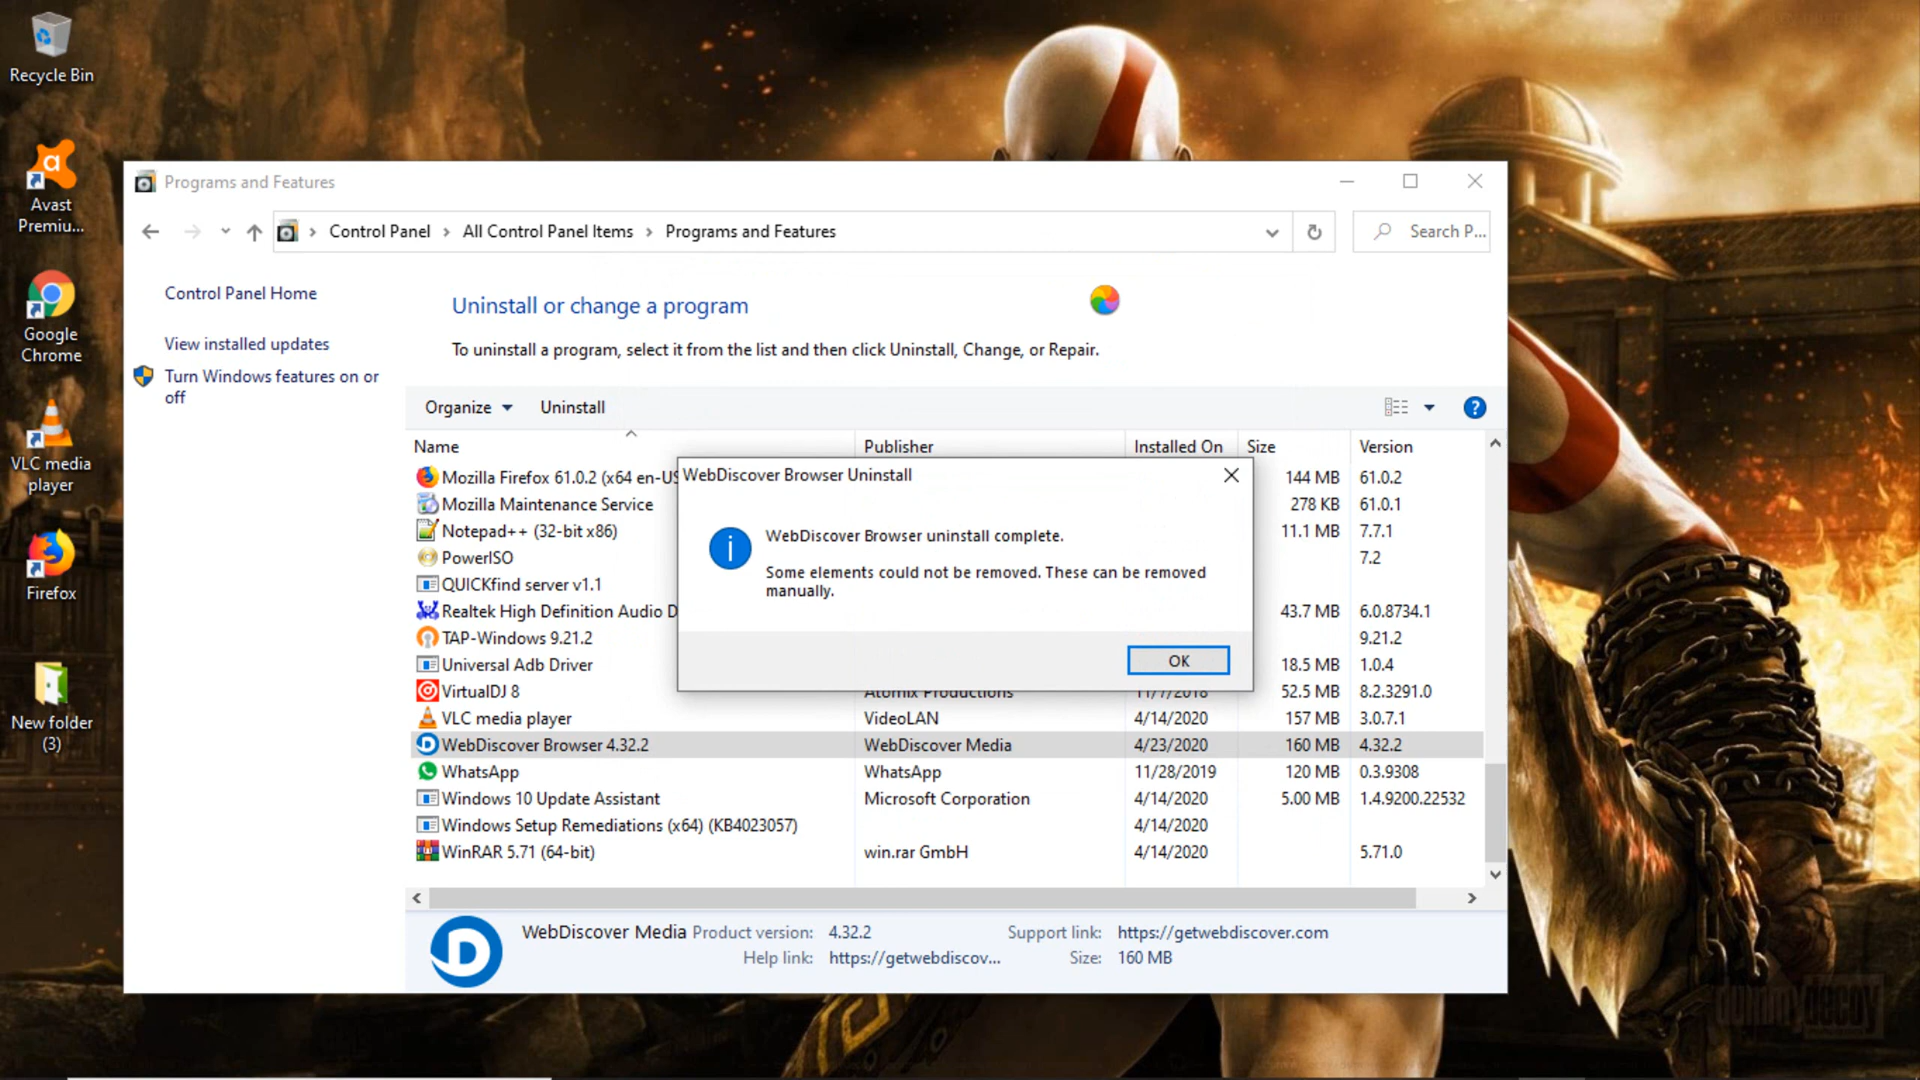 Recycle Bin
Avast
Premiu...
Google
Chrome
VLC media
player
Firefox
New folder
(3)
Programs and Features
Control Panel
All Control Panel Items
Programs and Features
Search P...
Control Panel Home
View installed updates
Turn Windows features on or
off
Uninstall or change a program
To uninstall a program, select it from the list and then click Uninstall, Change, or Repair.
Organize
Uninstall
?
Name Publisher Installed On Size Version
Mozilla Firefox 61.0.2 (x64 en-US 144 MB 61.0.2
Mozilla Maintenance Service 278 KB 61.0.1
Notepad++ (32-bit x86) 11.1 MB 7.7.1
PowerISO 7.2
QUICKfind server v1.1
Realtek High Definition Audio D 43.7 MB 6.0.8734.1
TAP-Windows 9.21.2 9.21.2
Universal Adb Driver 18.5 MB 1.0.4
VirtualDJ 8 Atomix Productions 11/7/2018 52.5 MB 8.2.3291.0
VLC media player VideoLAN 4/14/2020 157 MB 3.0.7.1
WebDiscover Browser 4.32.2 WebDiscover Media 4/23/2020 160 MB 4.32.2
WhatsApp WhatsApp 11/28/2019 120 MB 0.3.9308
Windows 10 Update Assistant Microsoft Corporation 4/14/2020 5.00 MB 1.4.9200.22532
Windows Setup Remediations (x64) (KB4023057) 4/14/2020
WinRAR 5.71 (64-bit) win.rar GmbH 4/14/2020 5.71.0
WebDiscover Browser Uninstall
WebDiscover Browser uninstall complete.
Some elements could not be removed. These can be removed
manually.
OK
WebDiscover Media Product version: 4.32.2 Support link: https://getwebdiscover.com
Help link: https://getwebdiscov... Size: 160 MB
dummydecoy